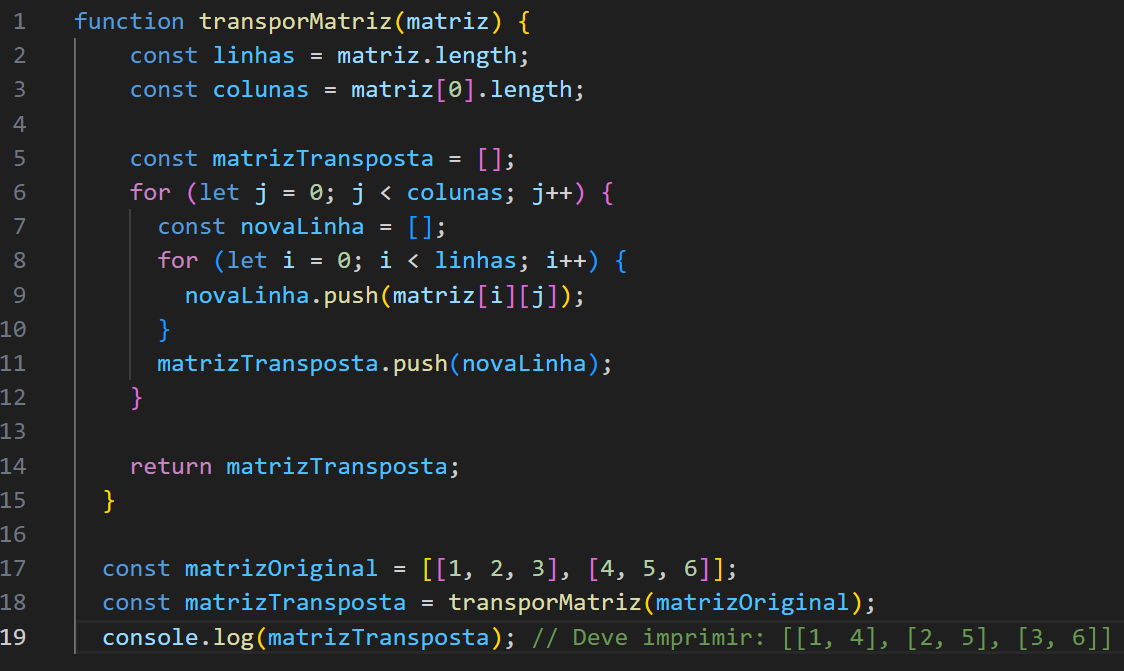 1 function transporMatriz(matriz) {
2     const linhas = matriz.length;
3     const colunas = matriz[0].length;
4
5     const matrizTransposta = [];
6     for (let j = 0; j < colunas; j++) {
7       const novaLinha = [];
8       for (let i = 0; i < linhas; i++) {
9         novaLinha.push(matriz[i][j]);
10       }
11       matrizTransposta.push(novaLinha);
12     }
13
14     return matrizTransposta;
15   }
16
17   const matrizOriginal = [[1, 2, 3], [4, 5, 6]];
18   const matrizTransposta = transporMatriz(matrizOriginal);
19   console.log(matrizTransposta); // Deve imprimir: [[1, 4], [2, 5], [3, 6]]